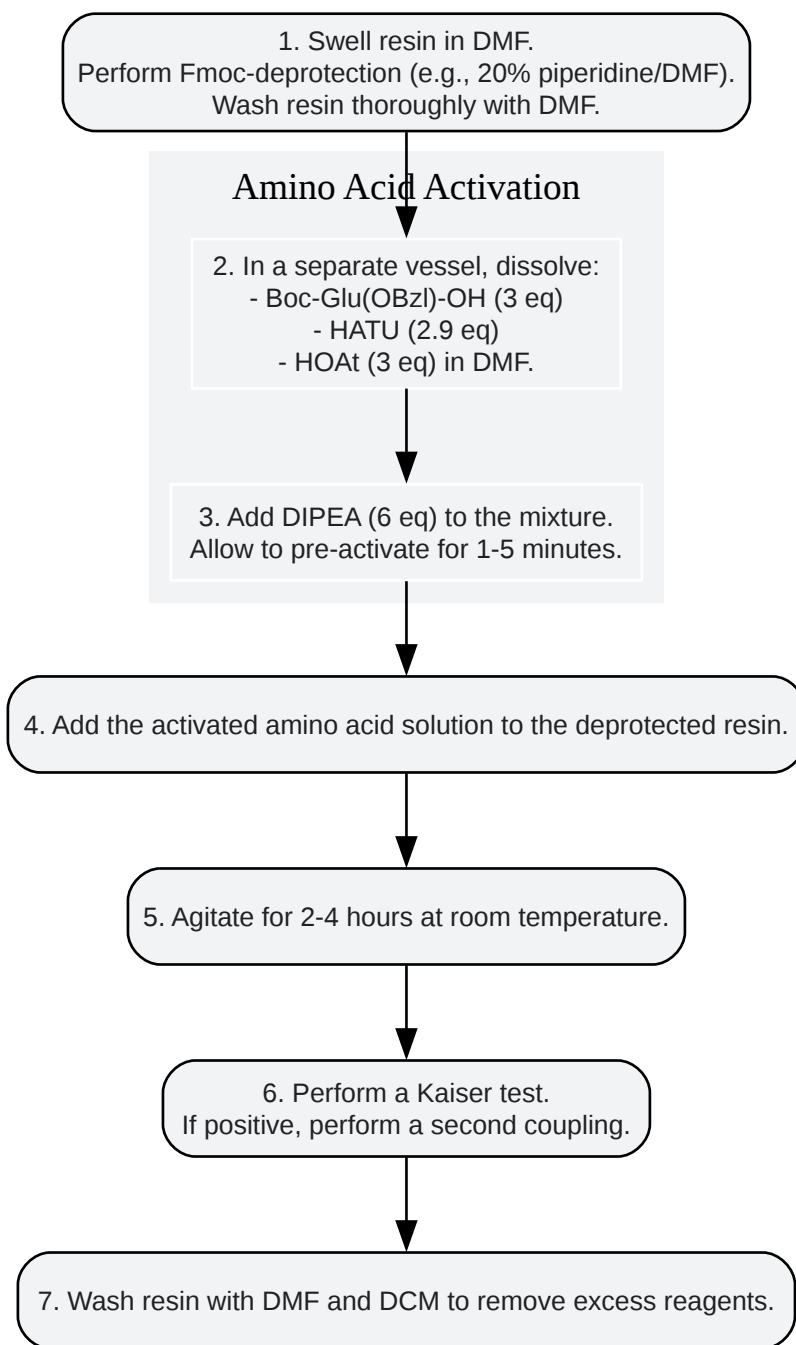 1. Swell resin in DMF.
Perform Fmoc-deprotection (e.g., 20% piperidine/DMF).
Wash resin thoroughly with DMF.
Amino Acid Activation
2. In a separate vessel, dissolve:
- Boc-Glu(OBzl)-OH (3 eq)
- HATU (2.9 eq)
- HOAt (3 eq) in DMF.
3. Add DIPEA (6 eq) to the mixture.
Allow to pre-activate for 1-5 minutes.
4. Add the activated amino acid solution to the deprotected resin.
5. Agitate for 2-4 hours at room temperature.
6. Perform a Kaiser test.
If positive, perform a second coupling.
7. Wash resin with DMF and DCM to remove excess reagents.